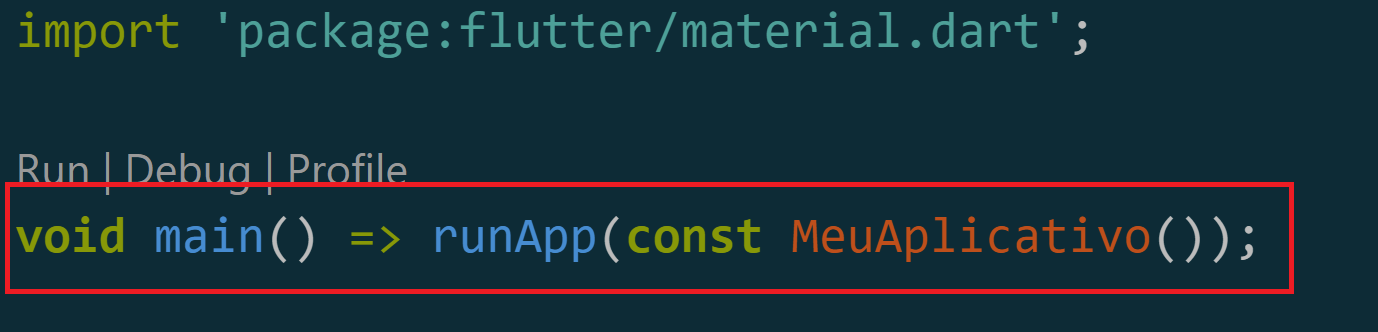 import 'package:flutter/material.dart';
Run | Debug | Profile
void main() => runApp(const MeuAplicativo());